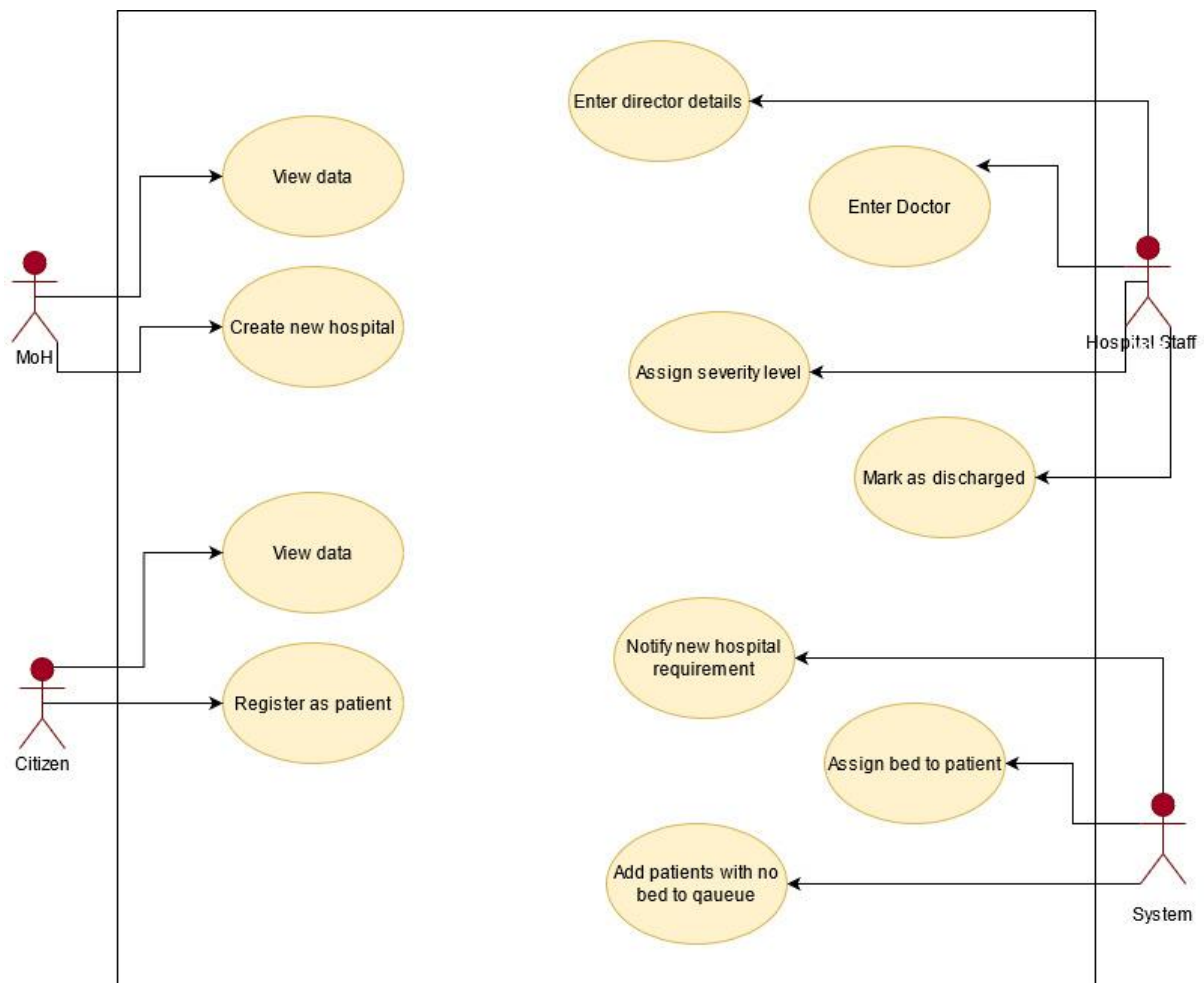 Enter director details
View data
Enter Doctor
MoH
Create new hospital
Hospital Staff
Assign severity level
Mark as discharged
View data
Notify new hospital
requirement
Register as patient
Citizen
Assign bed to patient
Add patients with no
bed to qaueue
System